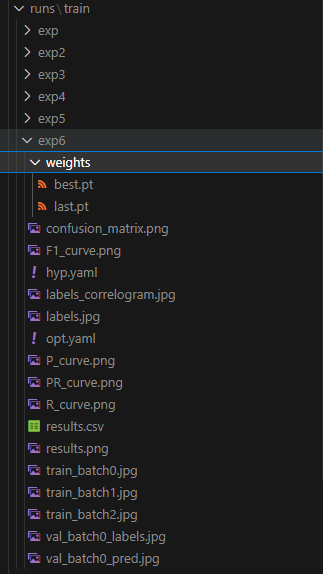 runs\train
exp
exp2
exp3
exp4
exp5
exp6
weights
best.pt
last.pt
confusion_matrix.png
F1_curve.png
hyp.yaml
labels_correlogram.jpg
labels.jpg
opt.yaml
P_curve.png
PR_curve.png
R_curve.png
results.csv
results.png
train_batch0.jpg
train_batch1.jpg
train_batch2.jpg
val_batch0_labels.jpg
val_batch0_pred.jpg